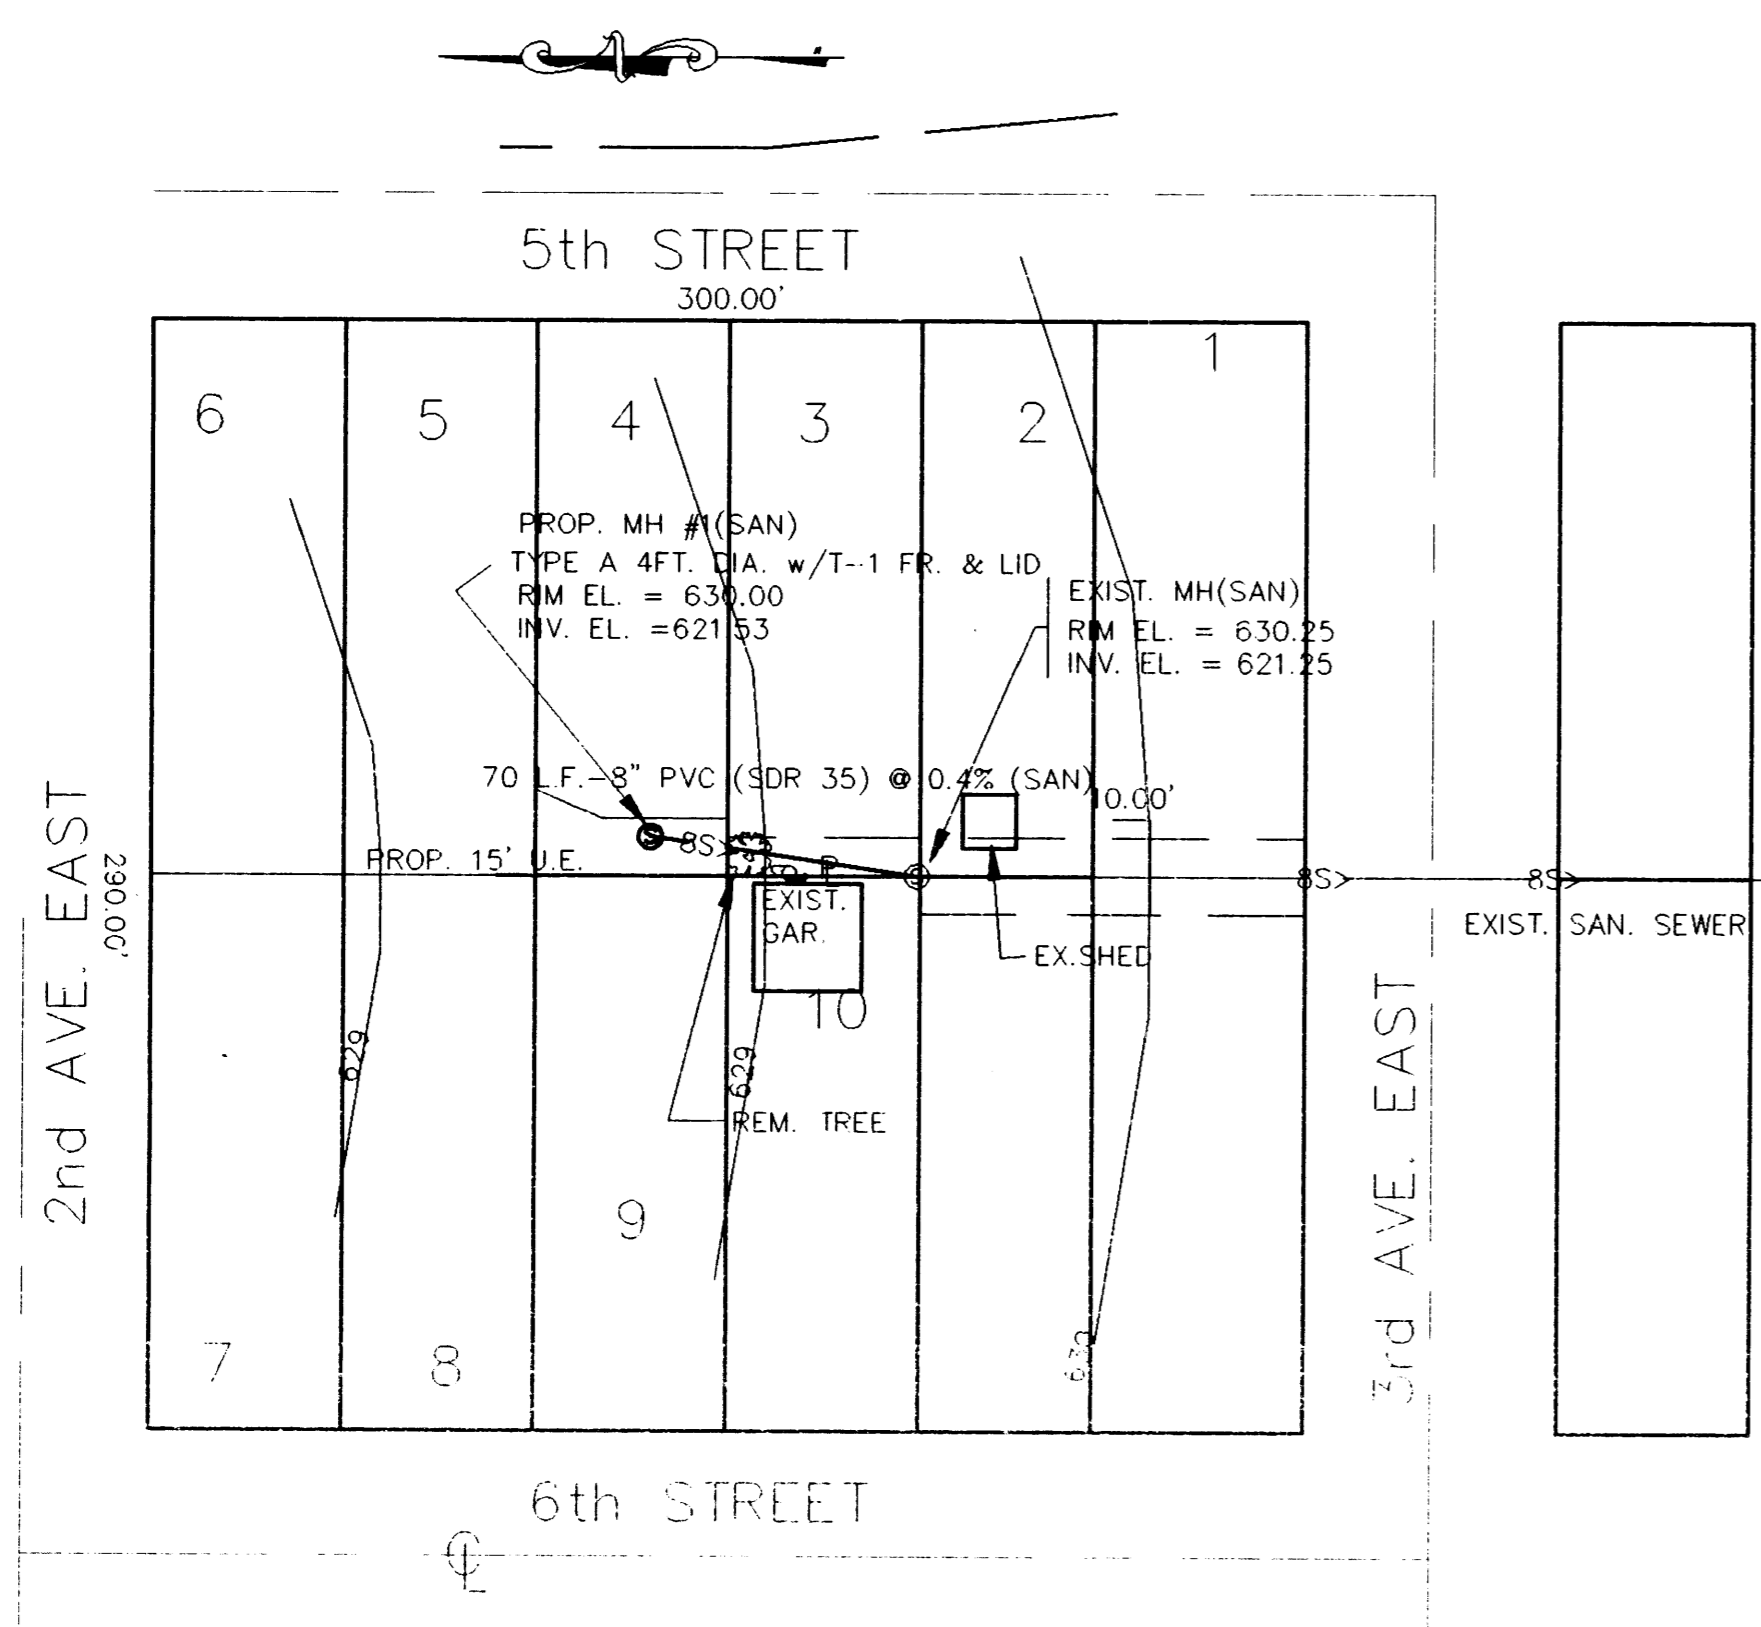 5th STREET
300.00'
1
6
5
4
3
2
PROP. MH #1(SAN)
TYPE A 4FT. DIA. w/T-1 FR. & LID
RIM EL. = 630.00
INV. EL. =621.53
EXIST. MH(SAN)
RIM EL. = 630.25
INV. EL. = 621.25
70 L.F.-8" PVC (SDR 35) @ 0.4% (SAN)
10.00'
8S>
PROP. 15' U.E.
8S>
8S>
EXIST.
GAR.
EXIST. SAN. SEWER
EX.SHED
10
2nd AVE. EAST
290.00'
3rd AVE. EAST
629
629
REM. TREE
9
7
8
6th STREET